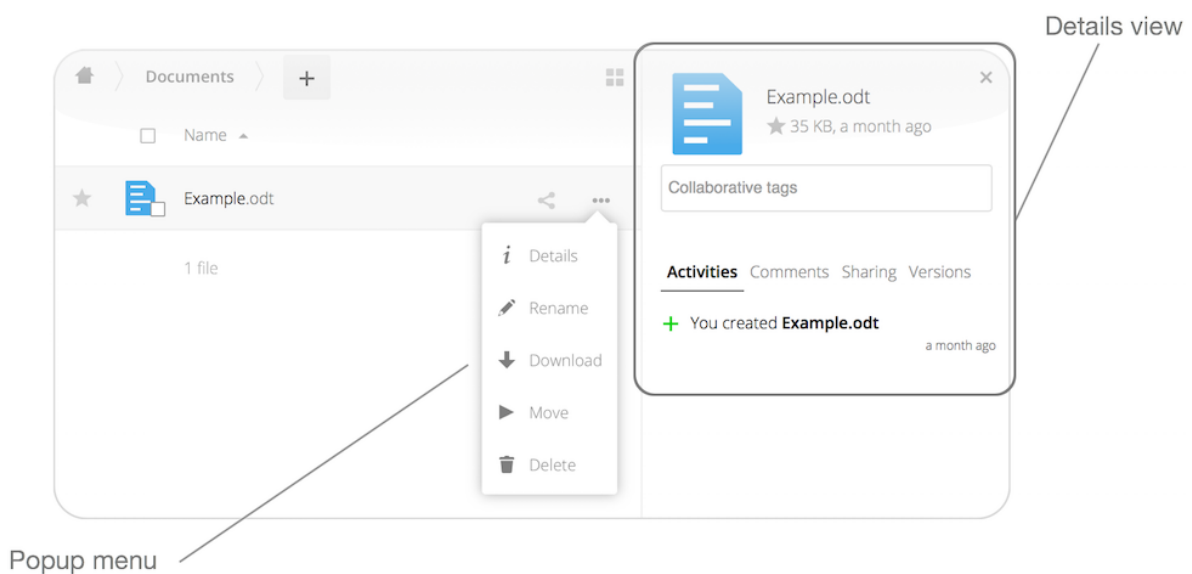 Details view
Documents
+
Name
Example.odt
1 file
Details
Rename
Download
Move
Delete
Example.odt
35 KB, a month ago
Collaborative tags
Activities Comments Sharing Versions
You created Example.odt
a month ago
Popup menu